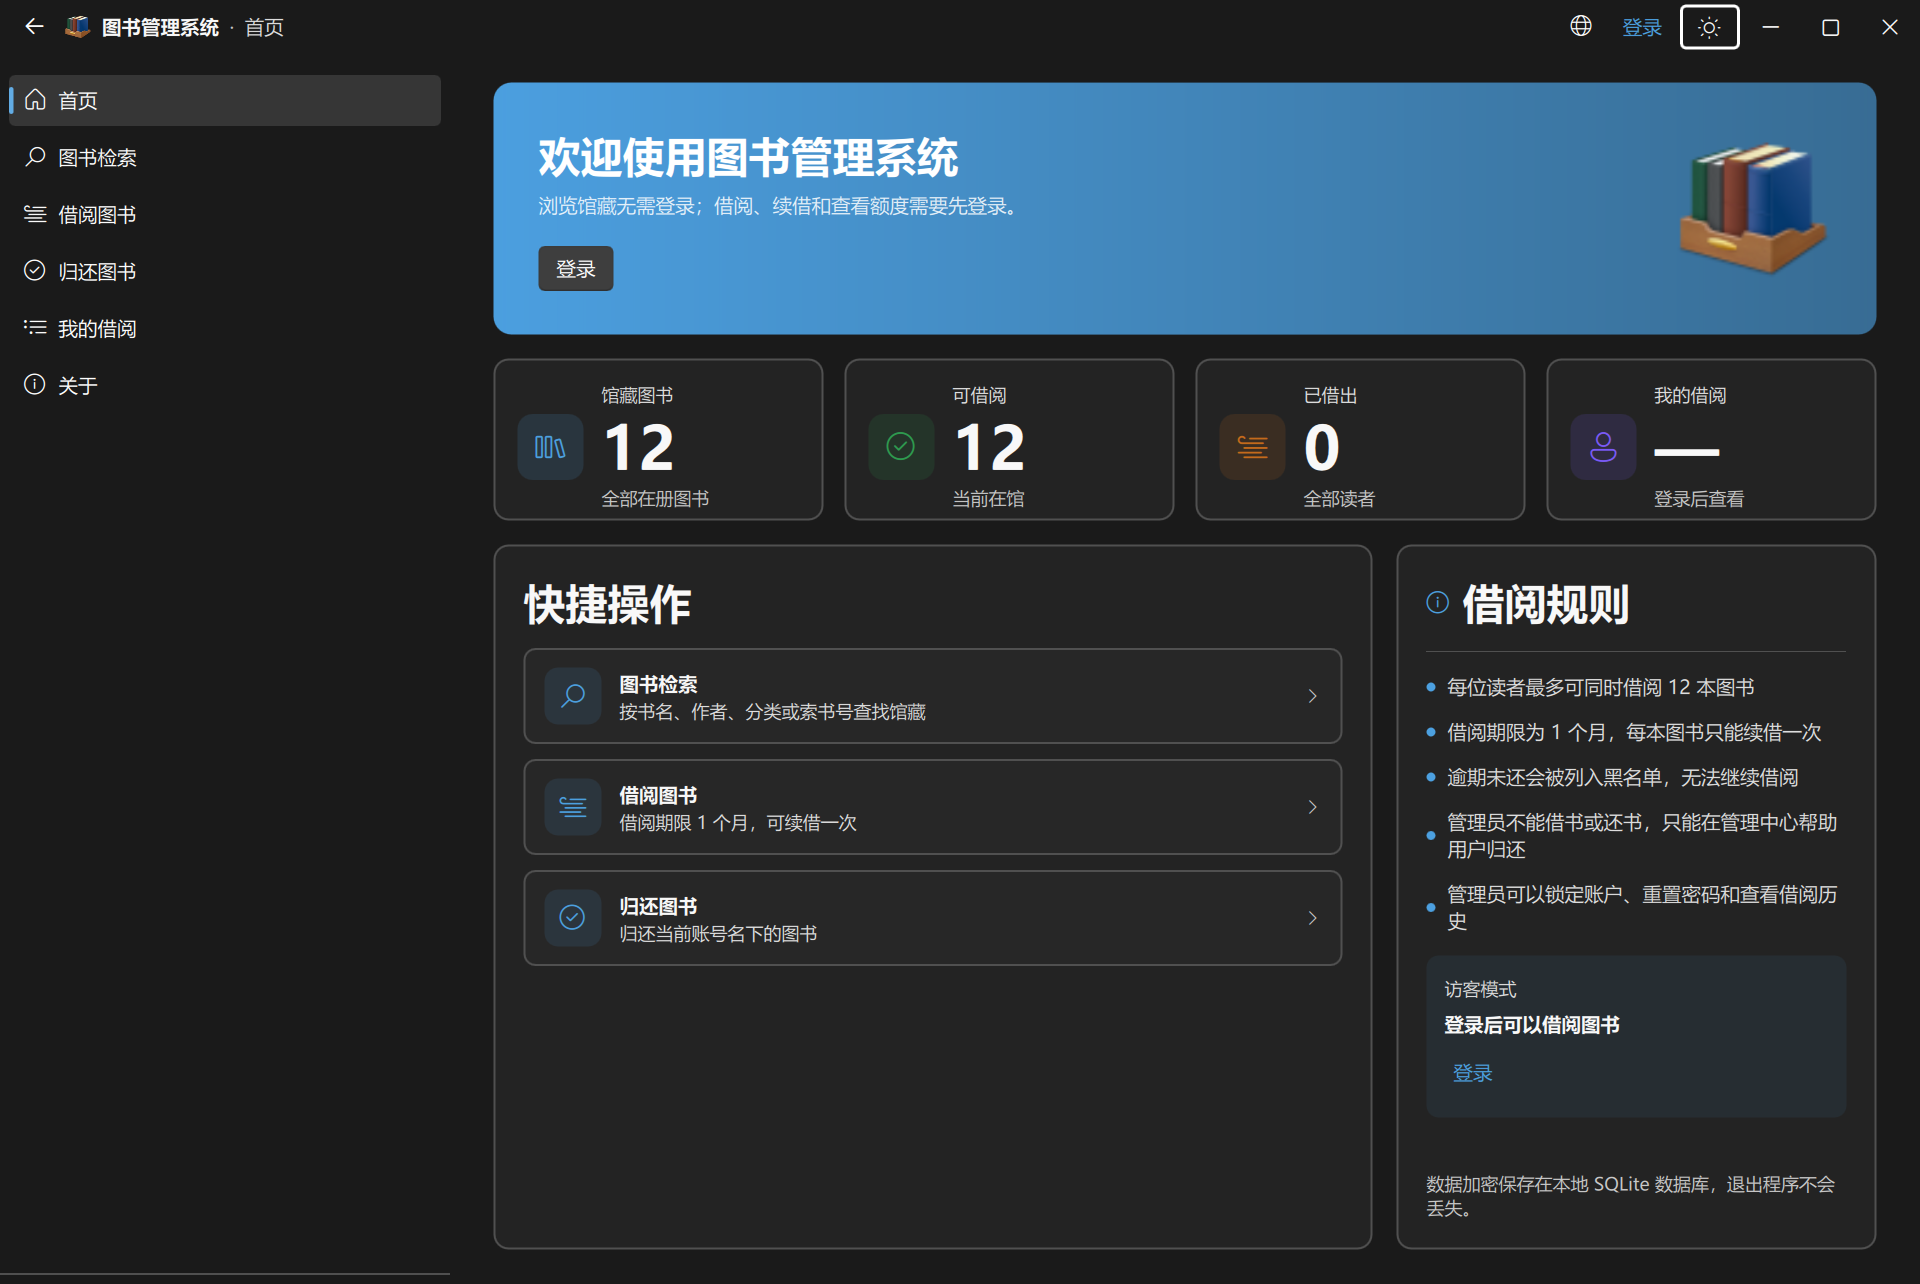 图书管理系统 · 首页
登录
首页
图书检索
借阅图书
归还图书
我的借阅
关于
欢迎使用图书管理系统
浏览馆藏无需登录；借阅、续借和查看额度需要先登录。
登录
馆藏图书
12
全部在册图书
可借阅
12
当前在馆
已借出
0
全部读者
我的借阅
—
登录后查看
快捷操作
图书检索
按书名、作者、分类或索书号查找馆藏
借阅图书
借阅期限 1 个月，可续借一次
归还图书
归还当前账号名下的图书
借阅规则
每位读者最多可同时借阅 12 本图书
借阅期限为 1 个月，每本图书只能续借一次
逾期未还会被列入黑名单，无法继续借阅
管理员不能借书或还书，只能在管理中心帮助
用户归还
管理员可以锁定账户、重置密码和查看借阅历
史
访客模式
登录后可以借阅图书
登录
数据加密保存在本地 SQLite 数据库，退出程序不会
丢失。